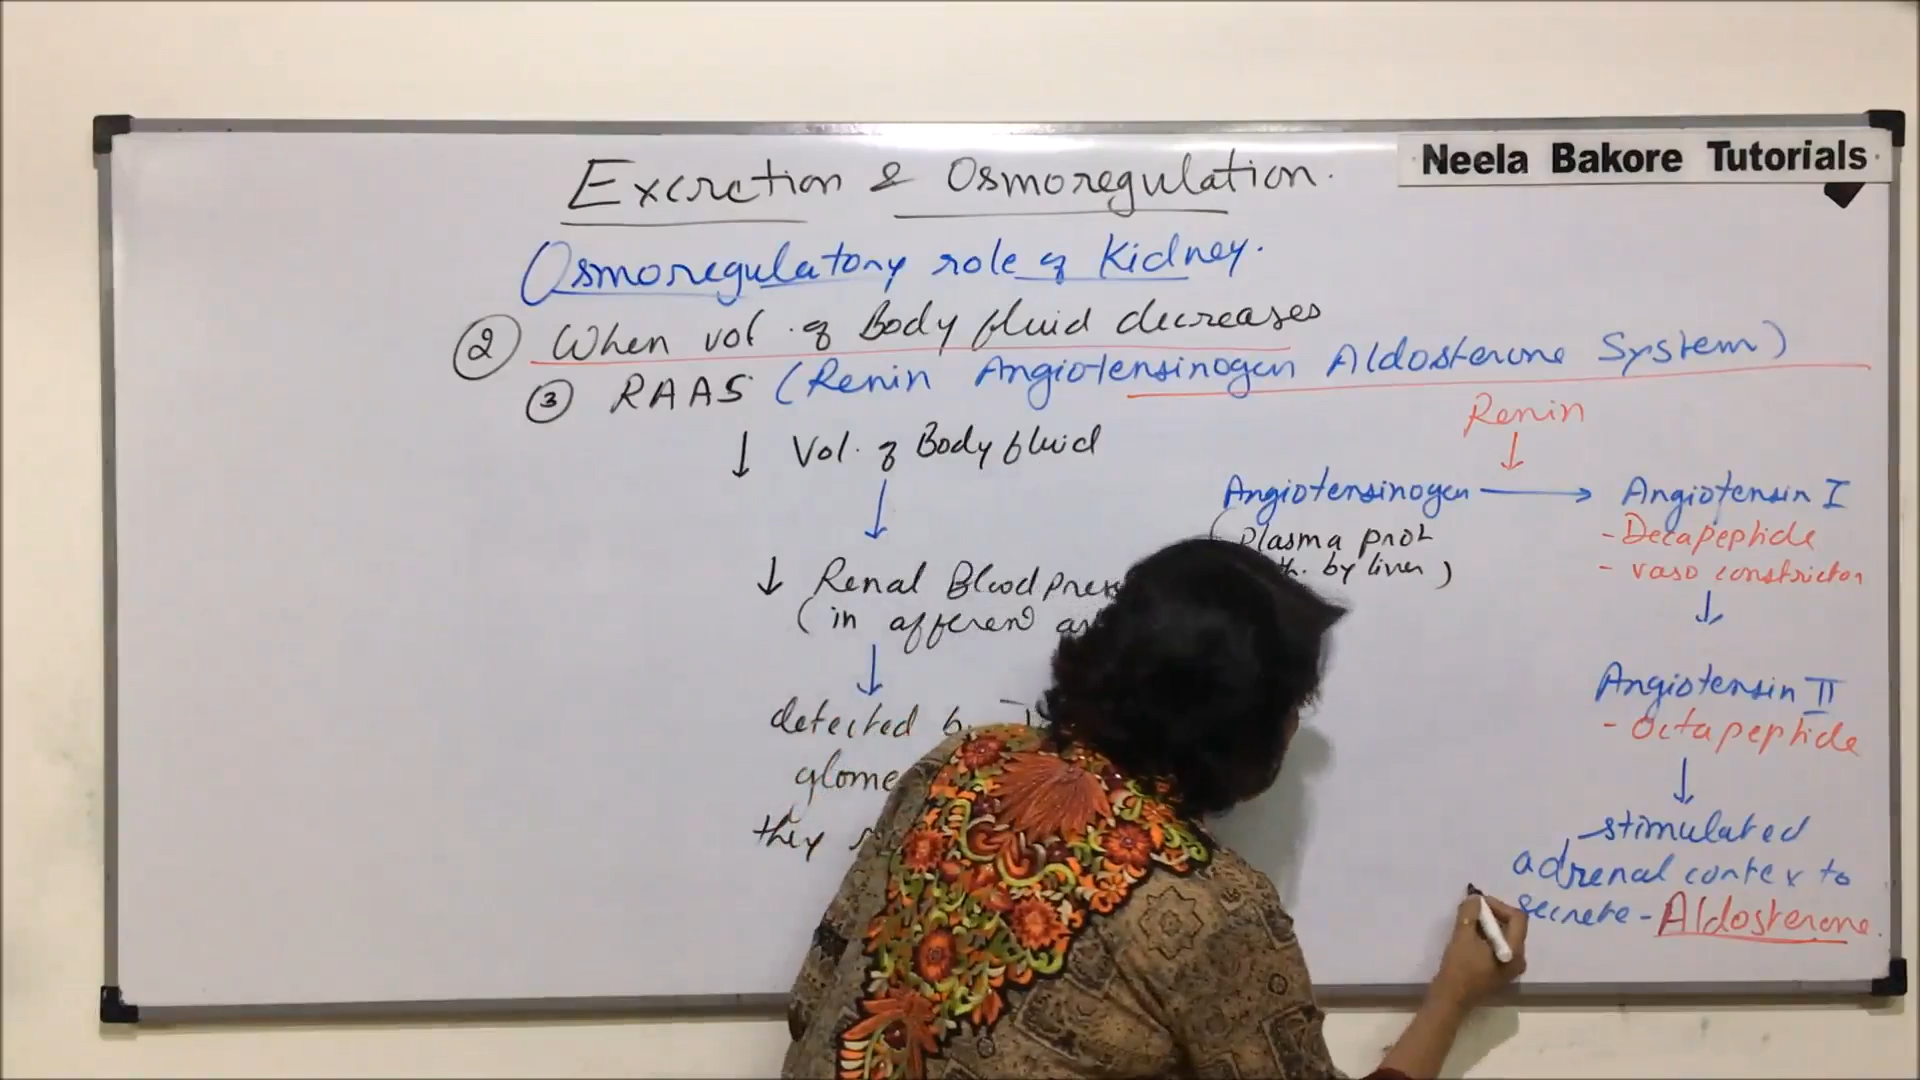 Neela Bakore Tutorials
Excretion & Osmoregulation.
Osmoregulatory role of Kidney.
② When vol. of Body fluid decreases
③ RAAS (Renin Angiotensinogen Aldosterone System)
↓ Vol. of Body fluid
↓
↓ Renal Blood
(in afferent
↓
detected
they
Renin
↓
Angiotensinogen → Angiotensin I
(Plasma prot
by liver)
- Decapeptide
- vasoconstrictor
↓
Angiotensin II
- Octapeptide
↓
stimulated
adrenal cortex to
secrete - Aldosterone.